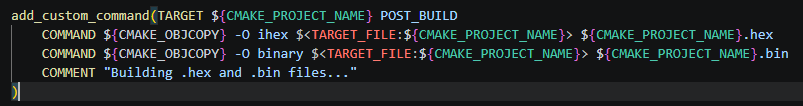 add_custom_command(TARGET ${CMAKE_PROJECT_NAME} POST_BUILD
    COMMAND ${CMAKE_OBJCOPY} -O ihex $<TARGET_FILE:${CMAKE_PROJECT_NAME}> ${CMAKE_PROJECT_NAME}.hex
    COMMAND ${CMAKE_OBJCOPY} -O binary $<TARGET_FILE:${CMAKE_PROJECT_NAME}> ${CMAKE_PROJECT_NAME}.bin
    COMMENT "Building .hex and .bin files..."
)